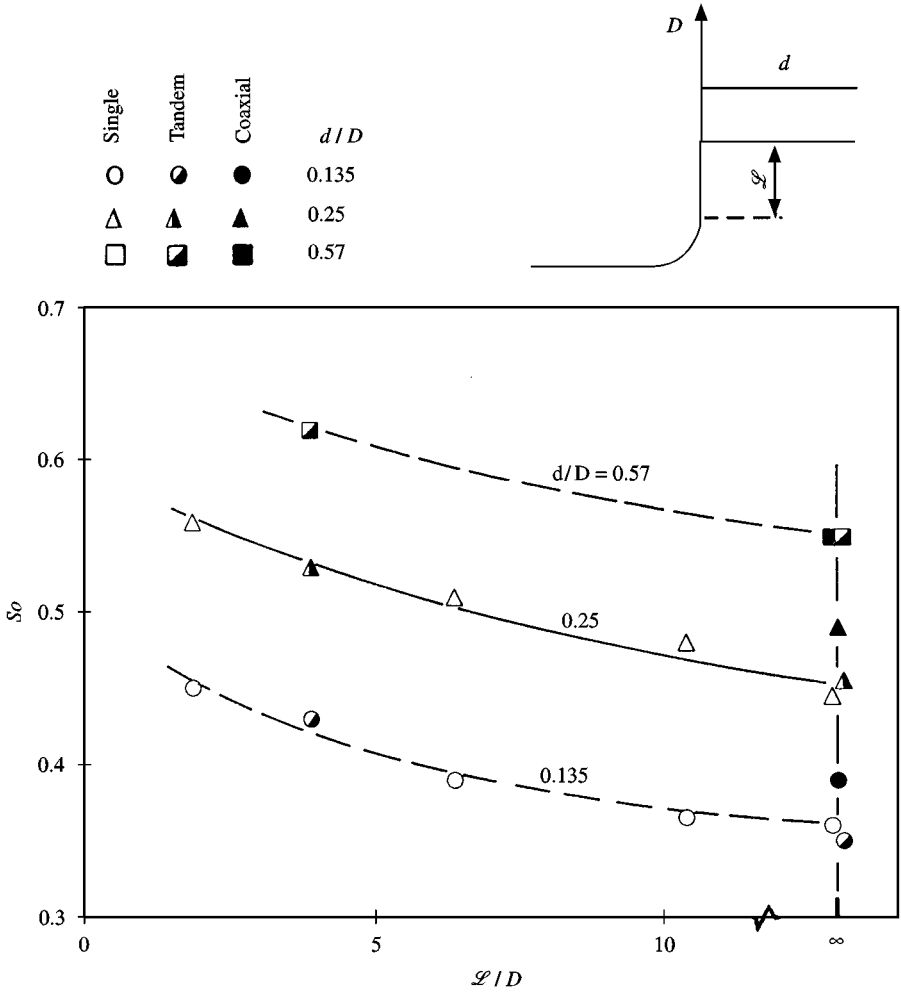 Single
Tandem
Coaxial
d / D
0.135
0.25
0.57
D
d
ℒ
0.7
0.6
0.5
0.4
0.3
So
d/D = 0.57
0.25
0.135
0
5
10
∞
ℒ / D